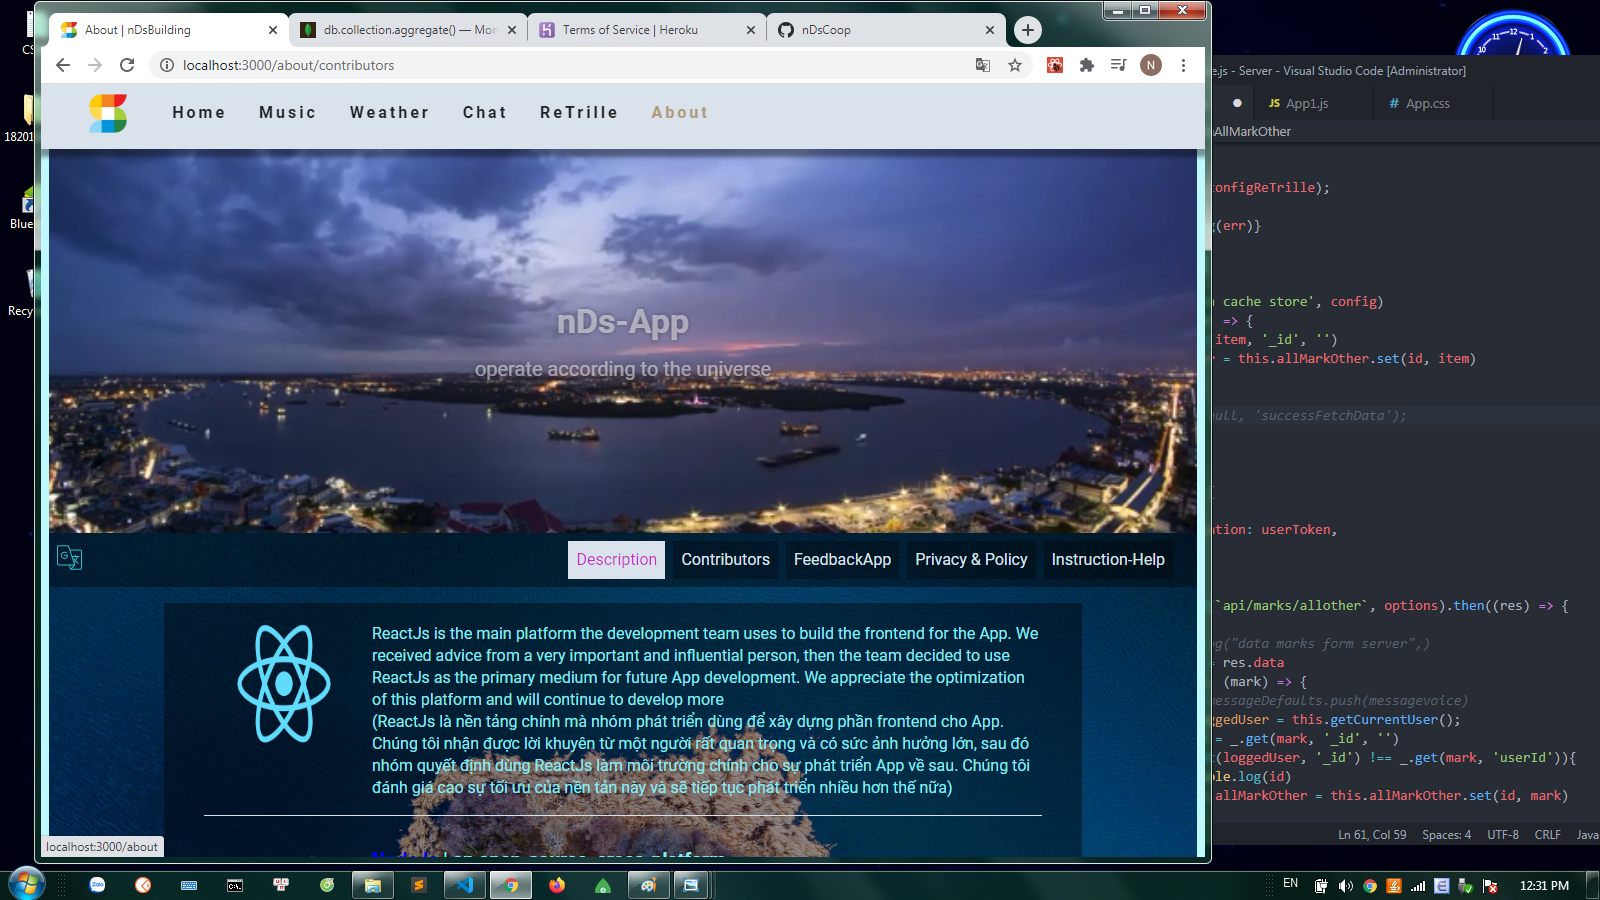 About | nDsBuilding
db.collection.aggregate() — Mon
Terms of Service | Heroku
nDsCoop
localhost:3000/about/contributors
N
Home
Music
Weather
Chat
ReTrille
About
nDs-App
operate according to the universe
Description
Contributors
FeedbackApp
Privacy & Policy
Instruction-Help
ReactJs is the main platform the development team uses to build the frontend for the App. We
received advice from a very important and influential person, then the team decided to use
ReactJs as the primary medium for future App development. We appreciate the optimization
of this platform and will continue to develop more
(ReactJs là nền tảng chính mà nhóm phát triển dùng để xây dựng phần frontend cho App.
Chúng tôi nhận được lời khuyên từ một người rất quan trọng và có sức ảnh hưởng lớn, sau đó
nhóm quyết định dùng ReactJs làm môi trường chính cho sự phát triển App về sau. Chúng tôi
đánh giá cao sự tối ưu của nền tản này và sẽ tiếp tục phát triển nhiều hơn thế nữa)
localhost:3000/about
e.js - Server - Visual Studio Code [Administrator]
JS App1.js
# App.css
AllMarkOther
configReTrille);
(err)}
cache store', config)
=> {
item, '_id', '')
= this.allMarkOther.set(id, item)
null, 'successFetchData');
ation: userToken,
`api/marks/allother`, options).then((res) => {
og("data marks form server",)
= res.data
(mark) => {
messageDefaults.push(messagevoice)
ggedUser = this.getCurrentUser();
= _.get(mark, '_id', '')
t(loggedUser, '_id') !== _.get(mark, 'userId')){
ole.log(id)
allMarkOther = this.allMarkOther.set(id, mark)
Ln 61, Col 59
Spaces: 4
UTF-8
CRLF
Java
CS
18201
Blue
Recy
Zalo
EN
12:31 PM